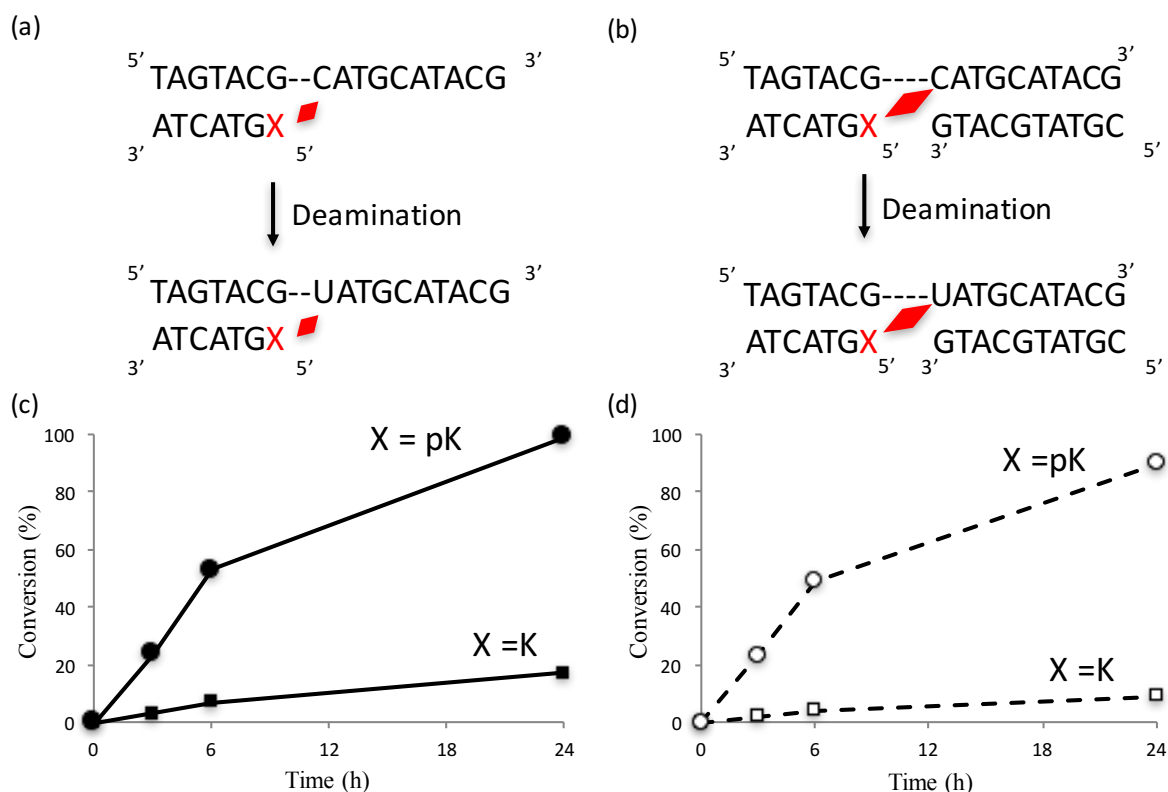 (a)
5’ TAGTACG--CATGCATACG 3’
ATCATGX
3’ 5’
Deamination
5’ TAGTACG--UATGCATACG 3’
ATCATGX
3’ 5’
(b)
5’ TAGTACG----CATGCATACG 3’
ATCATGX GTACGTATGC
3’ 5’ 3’ 5’
Deamination
5’ TAGTACG----UATGCATACG 3’
ATCATGX GTACGTATGC
3’ 5’ 3’ 5’
(c)
100
80
60
40
20
0
Conversion (%)
X = pK
X =K
0 6 12 18 24
Time (h)
(d)
100
80
60
40
20
0
Conversion (%)
X =pK
X =K
0 6 12 18 24
Time (h)